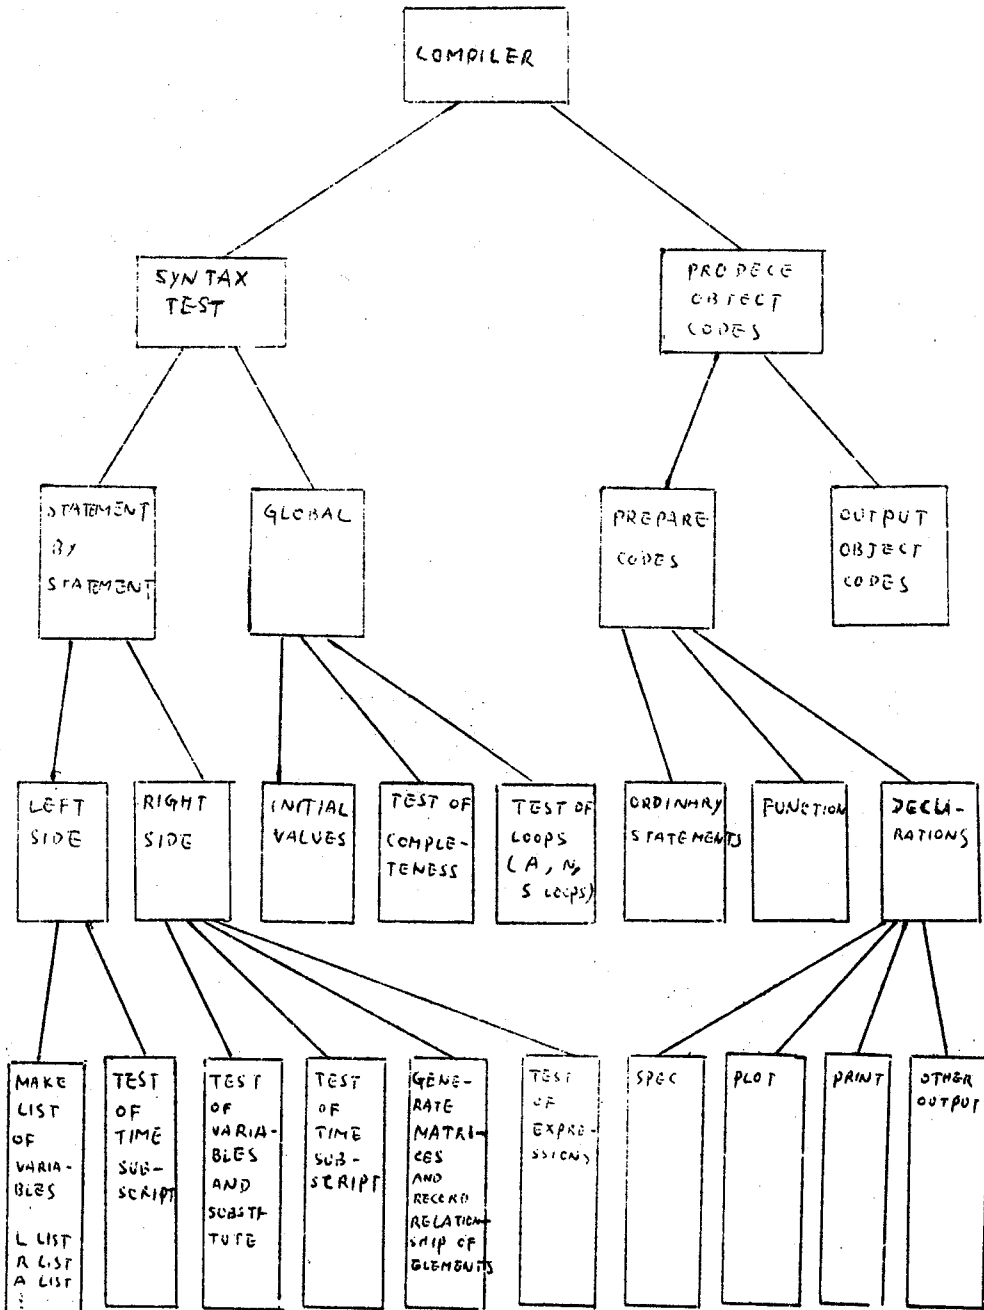 COMPILER
SYNTAX
TEST
PRODECE
OBJECT
CODES
STATEMENT
BY
STATEMENT
GLOBAL
PREPARE
CODES
OUTPUT
OBJECT
CODES
LEFT
SIDE
RIGHT
SIDE
INITIAL
VALUES
TEST OF
COMPLE-
TENESS
TEST OF
LOOPS
(A, N,
S LOOPS)
ORDINARY
STATEMENTS
FUNCTION
DECLA-
RATIONS
MAKE
LIST
OF
VARIA-
BLES
L LIST
R LIST
A LIST
⋮
TEST
OF
TIME
SUB-
SCRIPT
TEST
OF
VARIA-
BLES
AND
SUBSTI-
TUTE
TEST
OF
TIME
SUB-
SCRIPT
GENE-
RATE
MATRI-
CES
AND
RECORD
RELATION-
SHIP OF
ELEMENTS
TEST
OF
EXPRE-
SSIONS
SPEC
PLOT
PRINT
OTHER
OUTPUT